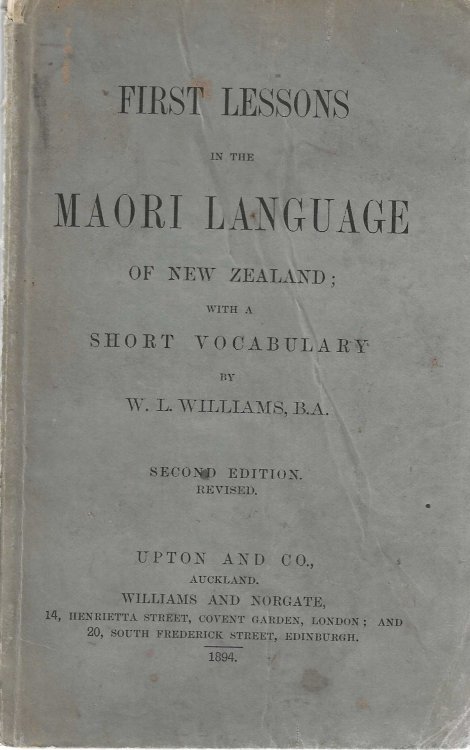 FIRST LESSONS
IN THE
MAORI LANGUAGE
OF NEW ZEALAND;
WITH A
SHORT VOCABULARY
BY
W. L. WILLIAMS, B.A.
SECOND EDITION.
REVISED.
UPTON AND CO.,
AUCKLAND.
WILLIAMS AND NORGATE,
14, HENRIETTA STREET, COVENT GARDEN, LONDON; AND
20, SOUTH FREDERICK STREET, EDINBURGH.
1894.